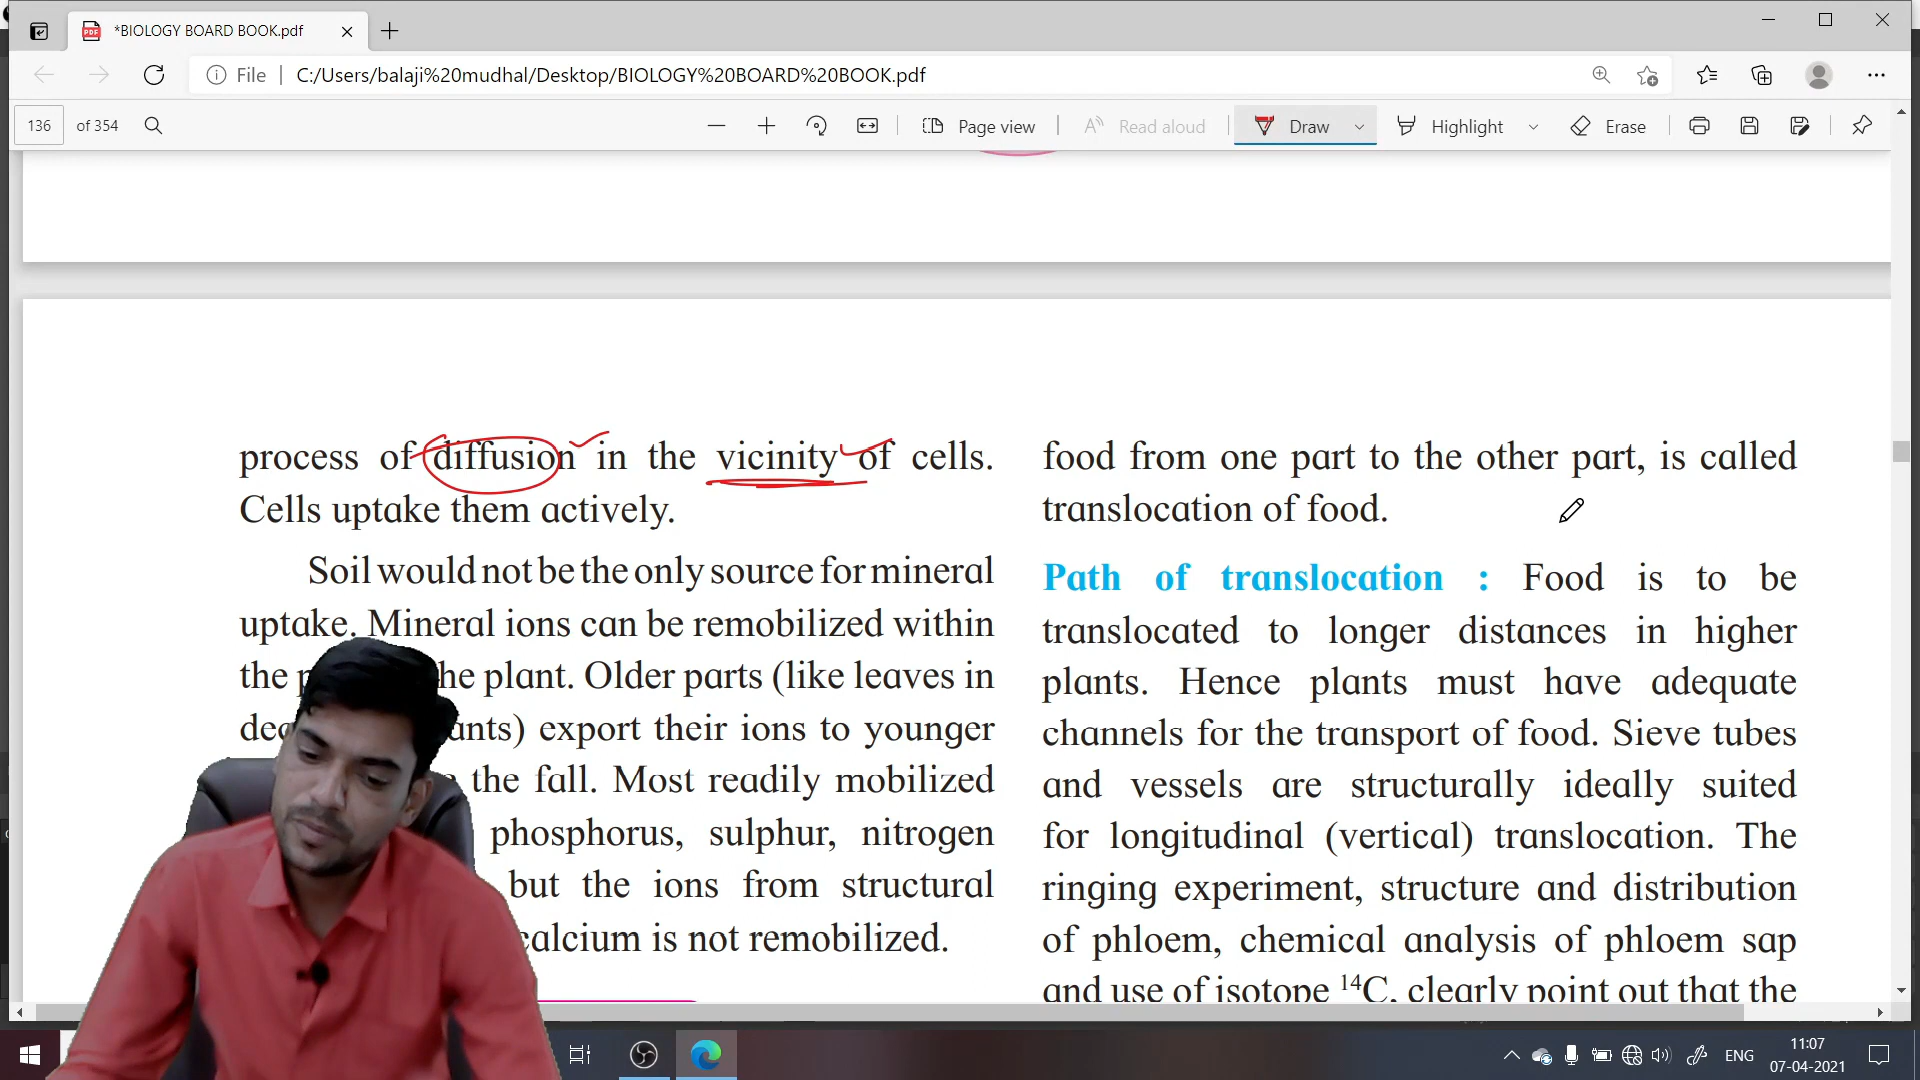 *BIOLOGY BOARD BOOK.pdf
File | C:/Users/balaji%20mudhal/Desktop/BIOLOGY%20BOARD%20BOOK.pdf
136 of 354
Page view
Read aloud
Draw
Highlight
Erase
process of diffusion in the vicinity of cells.
Cells uptake them actively.
Soil would not be the only source for mineral
uptake. Mineral ions can be remobilized within
the he plant. Older parts (like leaves in
dec ants) export their ions to younger
the fall. Most readily mobilized
phosphorus, sulphur, nitrogen
but the ions from structural
calcium is not remobilized.
food from one part to the other part, is called
translocation of food.
Path of translocation : Food is to be
translocated to longer distances in higher
plants. Hence plants must have adequate
channels for the transport of food. Sieve tubes
and vessels are structurally ideally suited
for longitudinal (vertical) translocation. The
ringing experiment, structure and distribution
of phloem, chemical analysis of phloem sap
and use of isotope ¹⁴C, clearly point out that the
ENG
11:07
07-04-2021